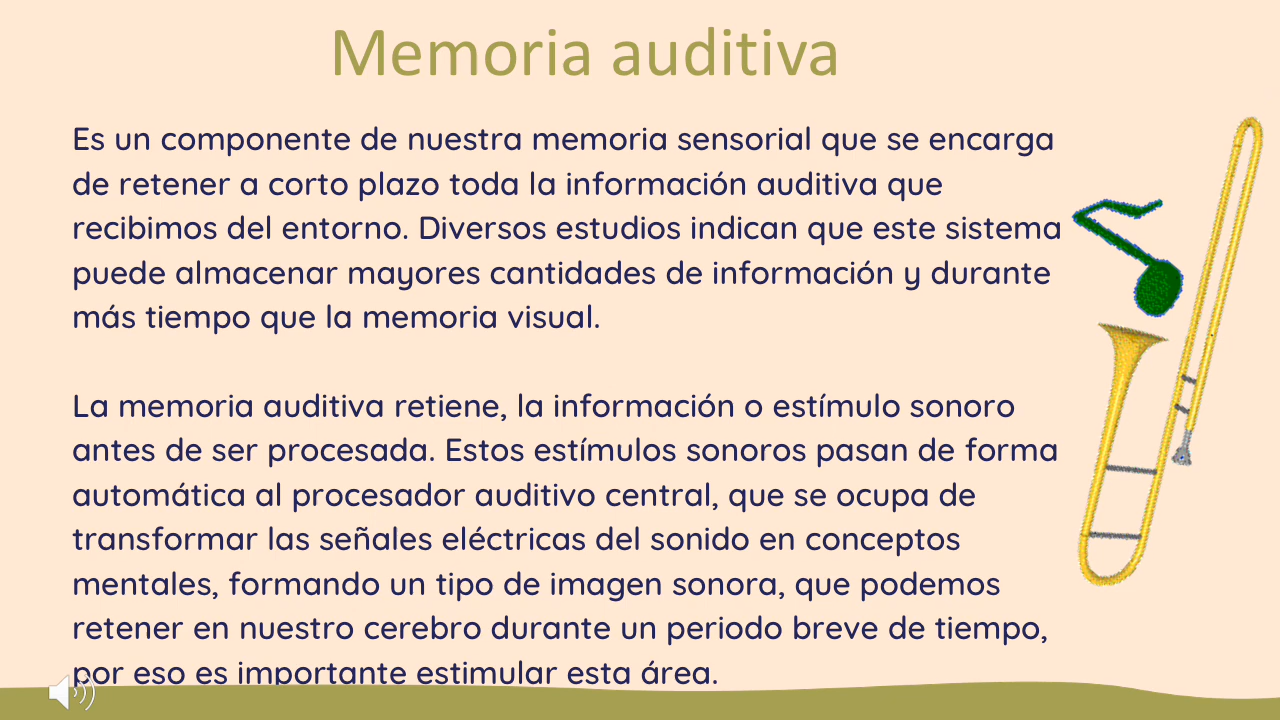 Memoria auditiva
Es un componente de nuestra memoria sensorial que se encarga
de retener a corto plazo toda la información auditiva que
recibimos del entorno. Diversos estudios indican que este sistema
puede almacenar mayores cantidades de información y durante
más tiempo que la memoria visual.
La memoria auditiva retiene, la información o estímulo sonoro
antes de ser procesada. Estos estímulos sonoros pasan de forma
automática al procesador auditivo central, que se ocupa de
transformar las señales eléctricas del sonido en conceptos
mentales, formando un tipo de imagen sonora, que podemos
retener en nuestro cerebro durante un periodo breve de tiempo,
por eso es importante estimular esta área.